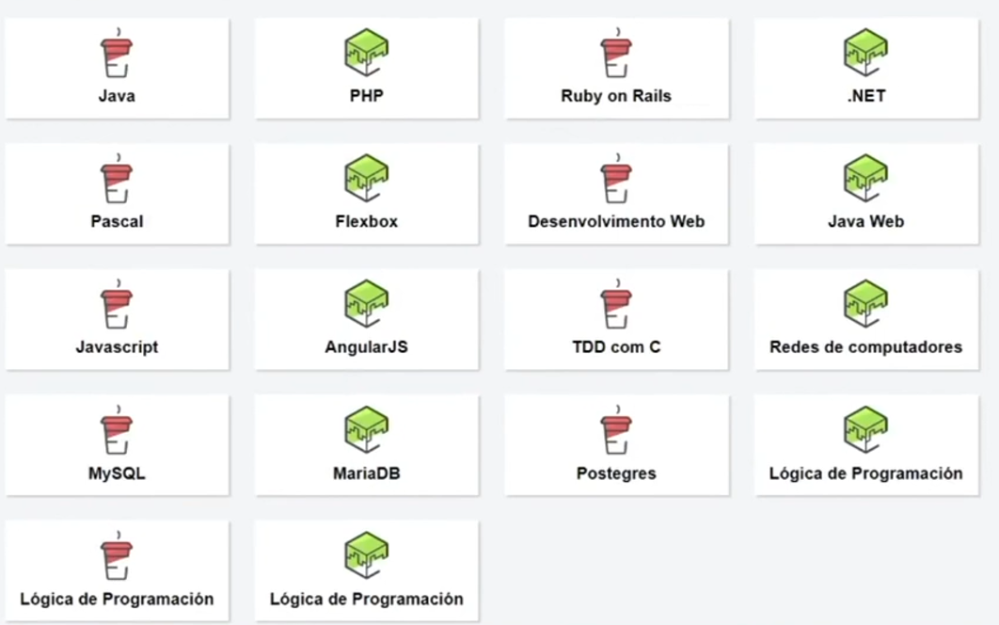 Java
PHP
Ruby on Rails
.NET
Pascal
Flexbox
Desenvolvimento Web
Java Web
Javascript
AngularJS
TDD com C
Redes de computadores
MySQL
MariaDB
Postegres
Lógica de Programación
Lógica de Programación
Lógica de Programación